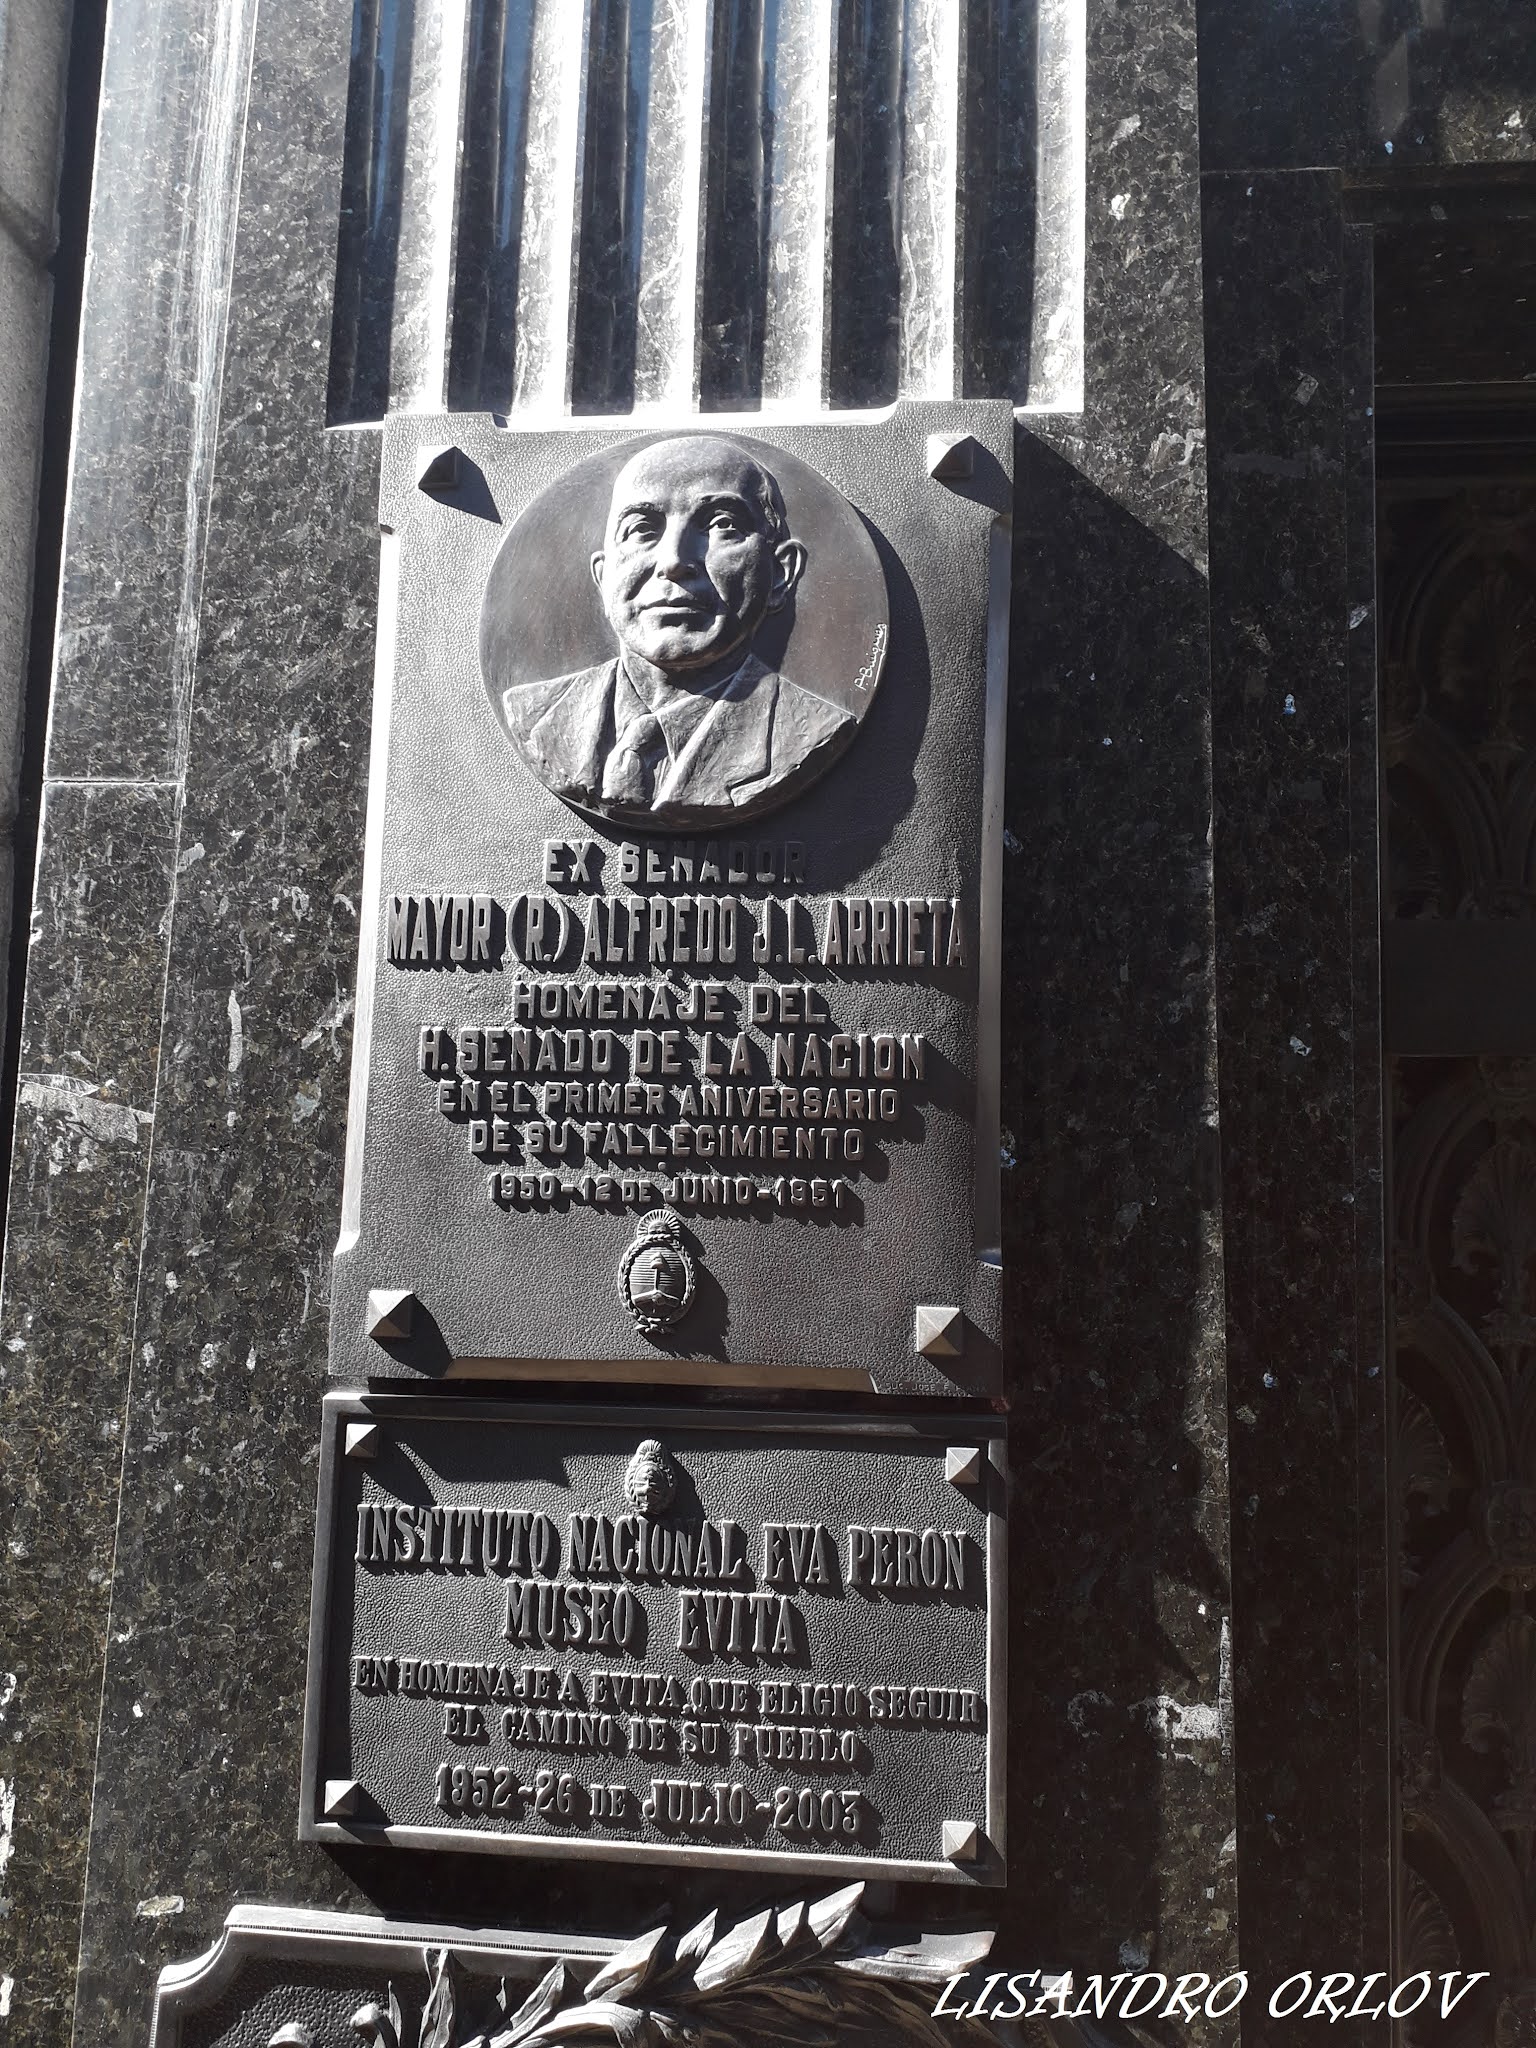 EX SENADOR
MAYOR (R.) ALFREDO J.L. ARRIETA
HOMENAJE DEL
H. SENADO DE LA NACION
EN EL PRIMER ANIVERSARIO
DE SU FALLECIMIENTO
1950-12 DE JUNIO-1951
INSTITUTO NACIONAL EVA PERON
MUSEO EVITA
EN HOMENAJE A EVITA, QUE ELIGIO SEGUIR
EL CAMINO DE SU PUEBLO
1952-26 DE JULIO-2003
LISANDRO ORLOV